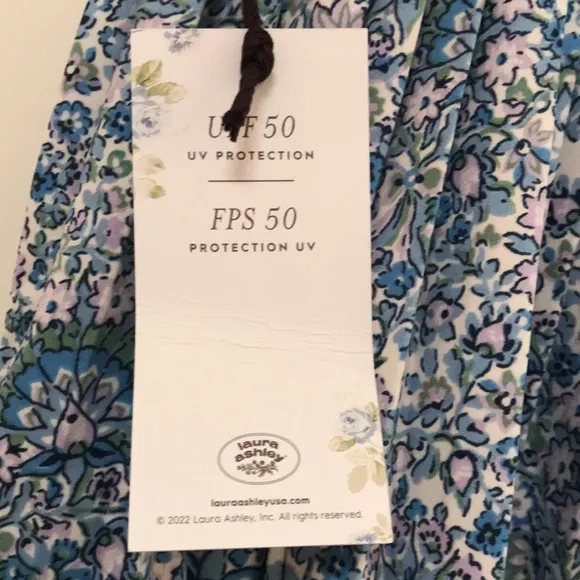 UPF 50
UV PROTECTION
FPS 50
PROTECTION UV
laura
ashley
lauraashleyusa.com
© 2022 Laura Ashley, Inc. All rights reserved.